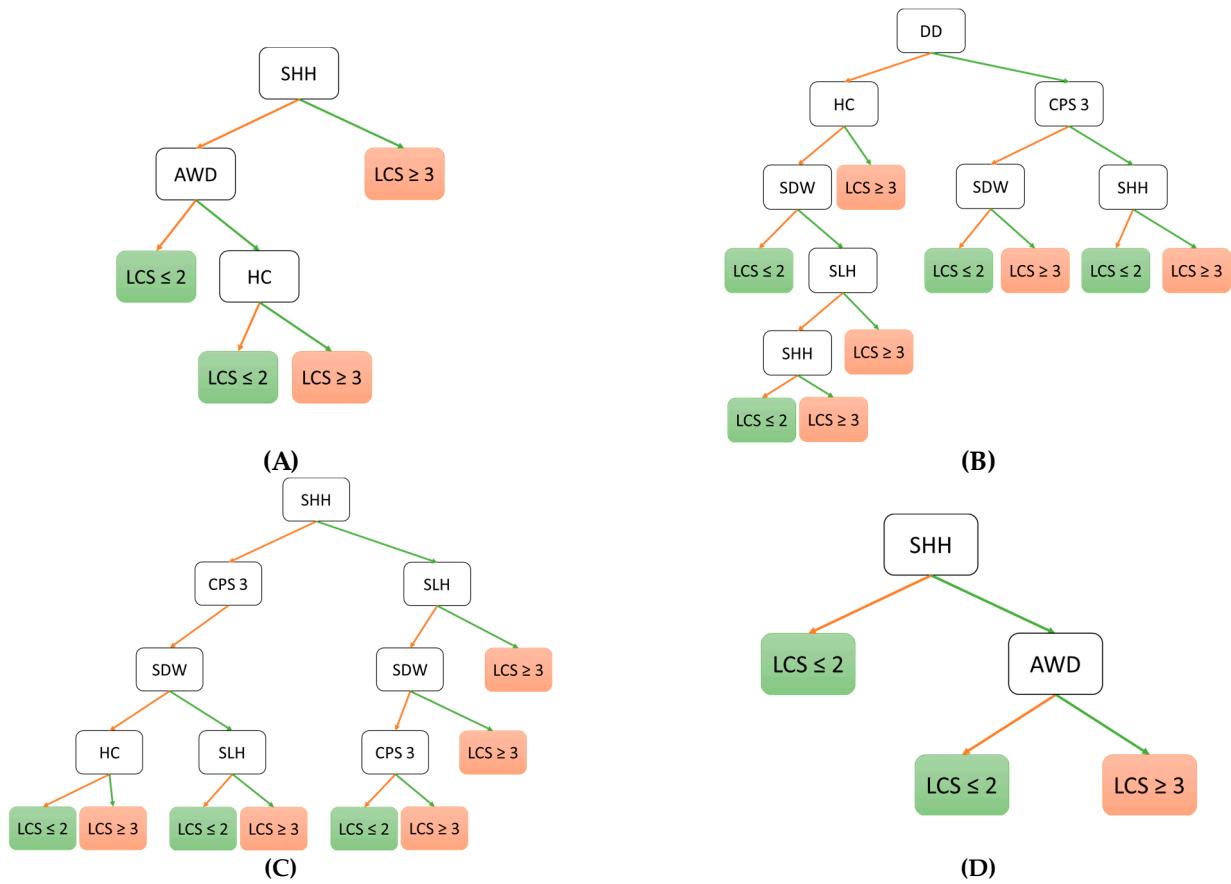 SHH
AWD
LCS ≥ 3
LCS ≤ 2
HC
LCS ≤ 2
LCS ≥ 3
(A)
DD
HC
CPS 3
SDW
LCS ≥ 3
SDW
SHH
LCS ≤ 2
SLH
LCS ≤ 2
LCS ≥ 3
LCS ≤ 2
LCS ≥ 3
SHH
LCS ≥ 3
LCS ≤ 2
LCS ≥ 3
(B)
SHH
CPS 3
SLH
SDW
SDW
LCS ≥ 3
HC
SLH
CPS 3
LCS ≥ 3
LCS ≤ 2
LCS ≥ 3
LCS ≤ 2
LCS ≥ 3
LCS ≤ 2
LCS ≥ 3
(C)
SHH
LCS ≤ 2
AWD
LCS ≤ 2
LCS ≥ 3
(D)